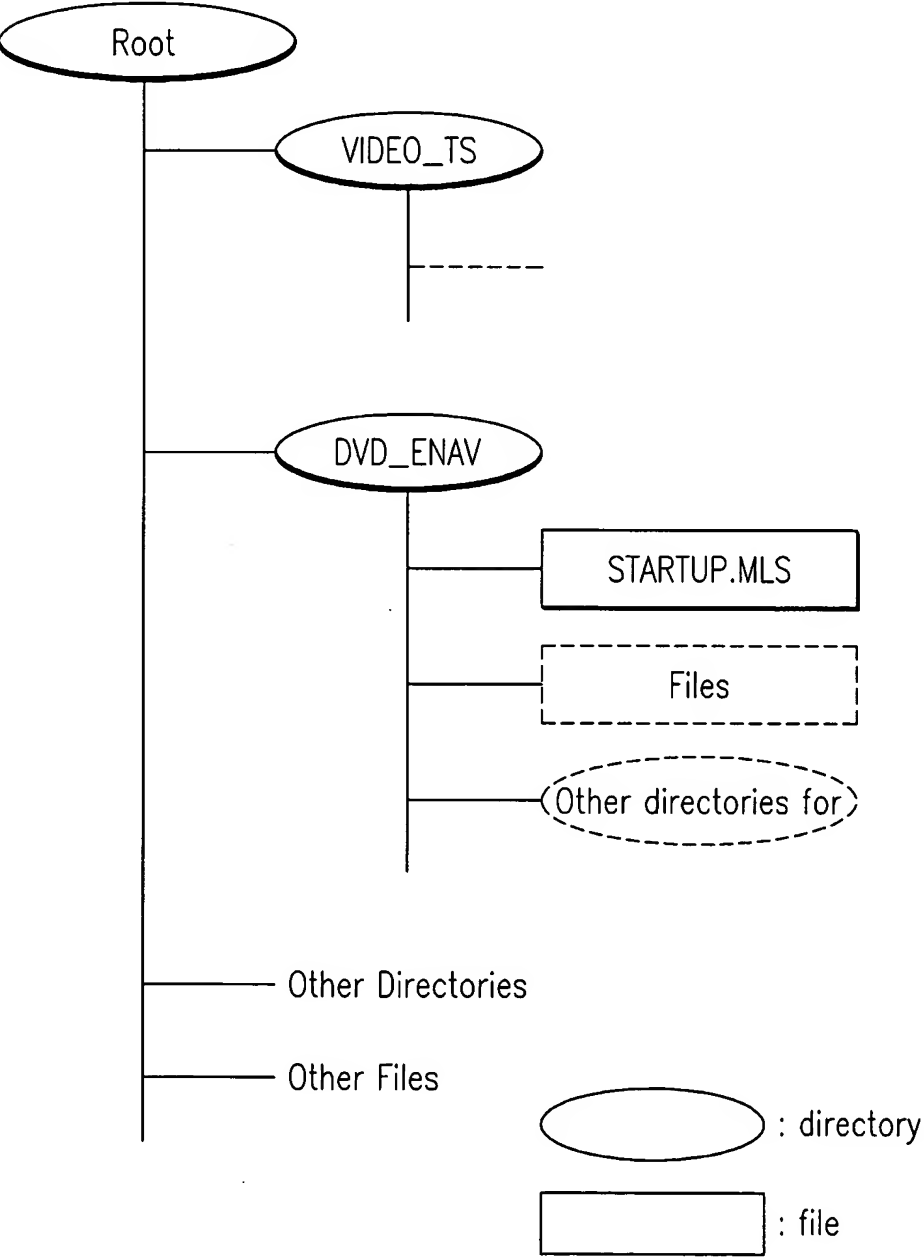 Root
VIDEO_TS
DVD_ENAV
STARTUP.MLS
Files
Other directories for
Other Directories
Other Files
: directory
: file